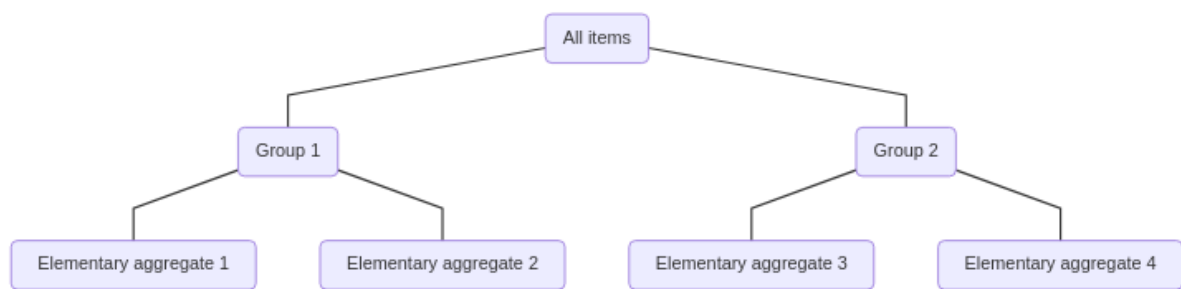 All items
Group 1
Group 2
Elementary aggregate 1
Elementary aggregate 2
Elementary aggregate 3
Elementary aggregate 4